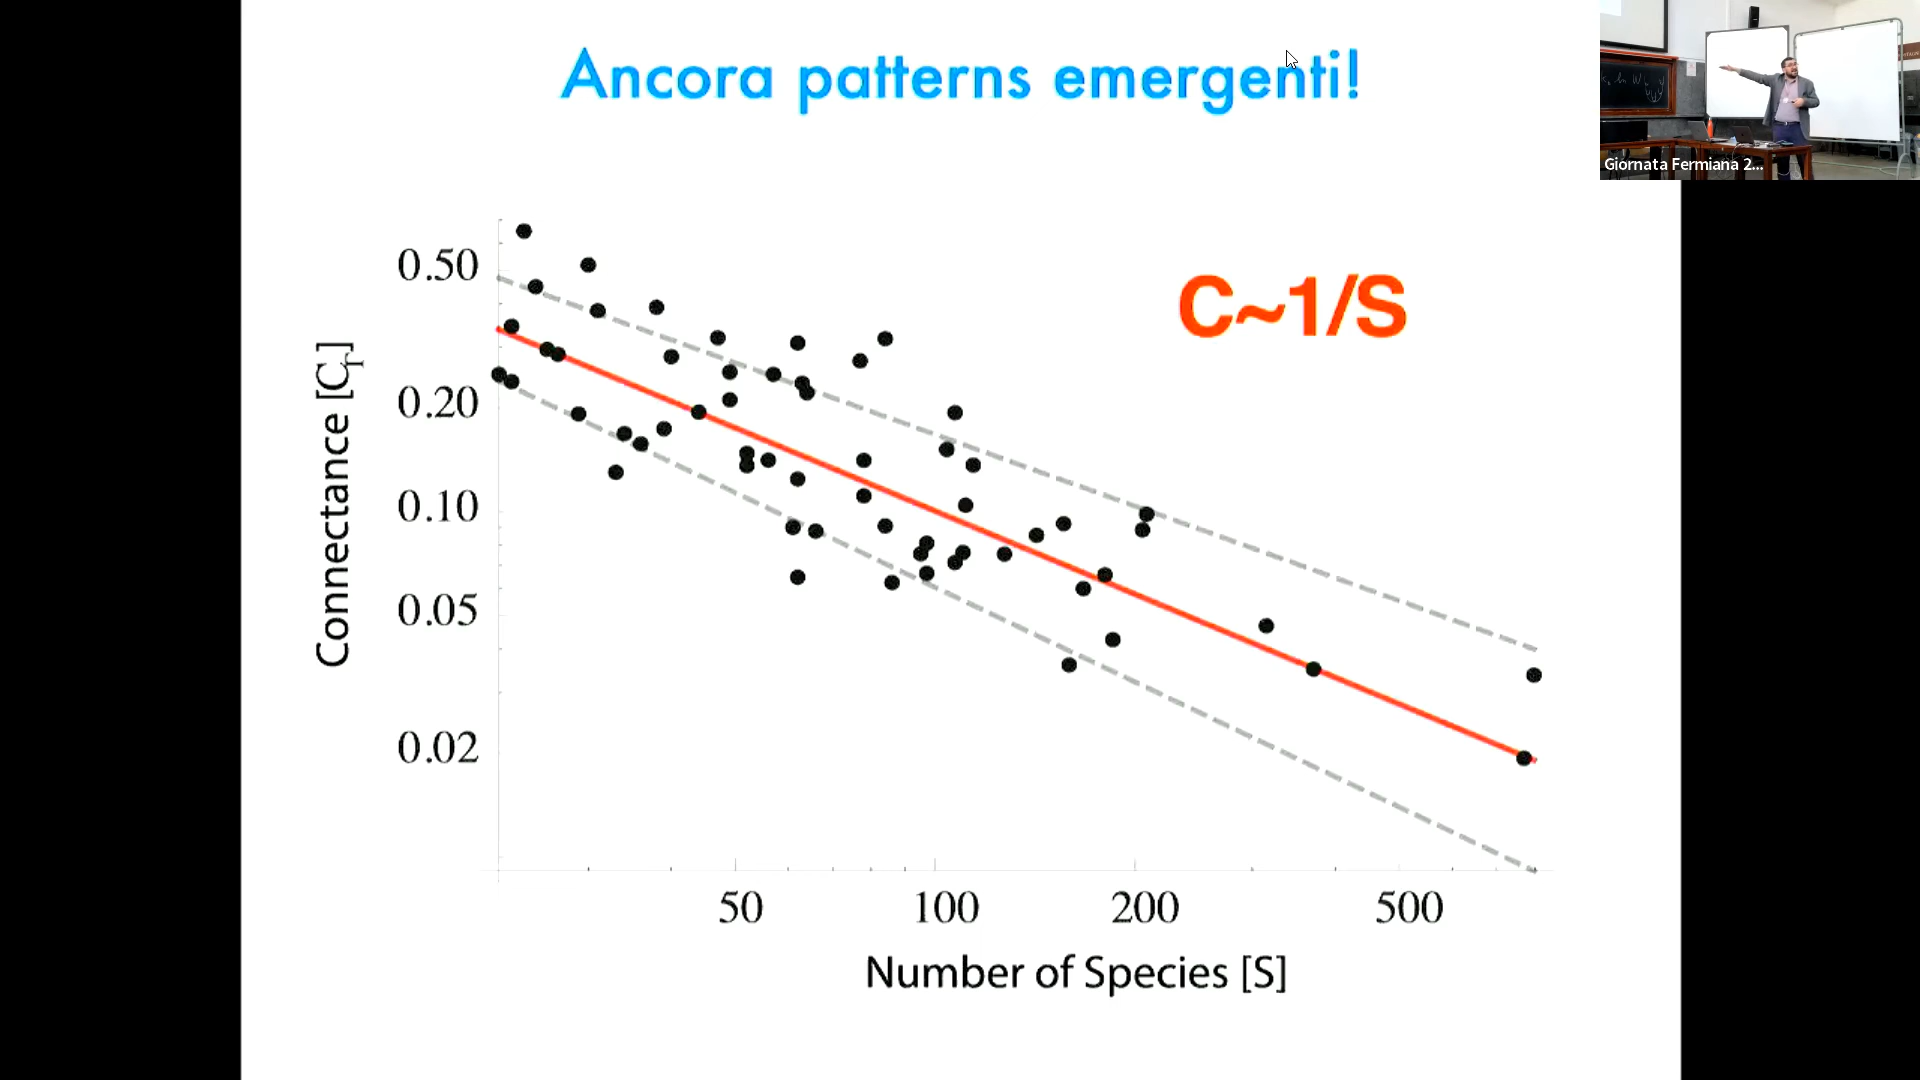 Ancora patterns emergenti!
Giornata Fermiana 2...
C~1/S
Connectance [Cr]
0.50
0.20
0.10
0.05
0.02
50 100 200 500
Number of Species [S]